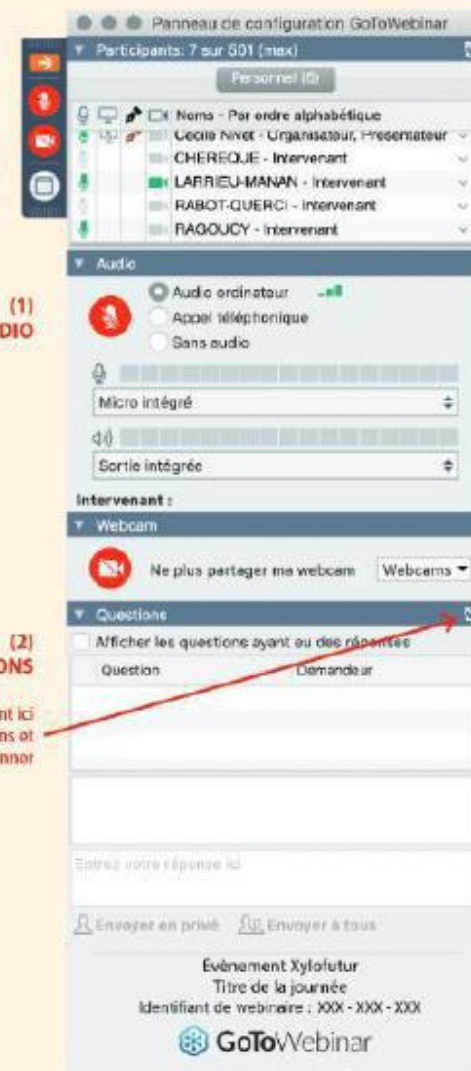 Panneau de configuration GoToWebinar
Participants: 7 sur 501 (max)
Personnel (0)
Noms - Par ordre alphabétique
Cécile Nivet - Organisateur, Présentateur
CHEREQUE - Intervenant
LARRIEU-MANAN - Intervenant
RABOT-QUERCI - Intervenant
RAGOUCY - Intervenant
Audio
(1)
DIO
Audio ordinateur
Appel téléphonique
Sans audio
Micro intégré
Sortie intégrée
Intervenant :
Webcam
Ne plus partager ma webcam
Webcams
Questions
(2)
ONS
Afficher les questions ayant eu des réponses
Question Demandeur
nt ici
ns et
nner
Entrez votre réponse ici
Envoyer en privé Envoyer à tous
Evènement Xylofutur
Titre de la journée
Identifiant de webinaire : XXX - XXX - XXX
GoToWebinar